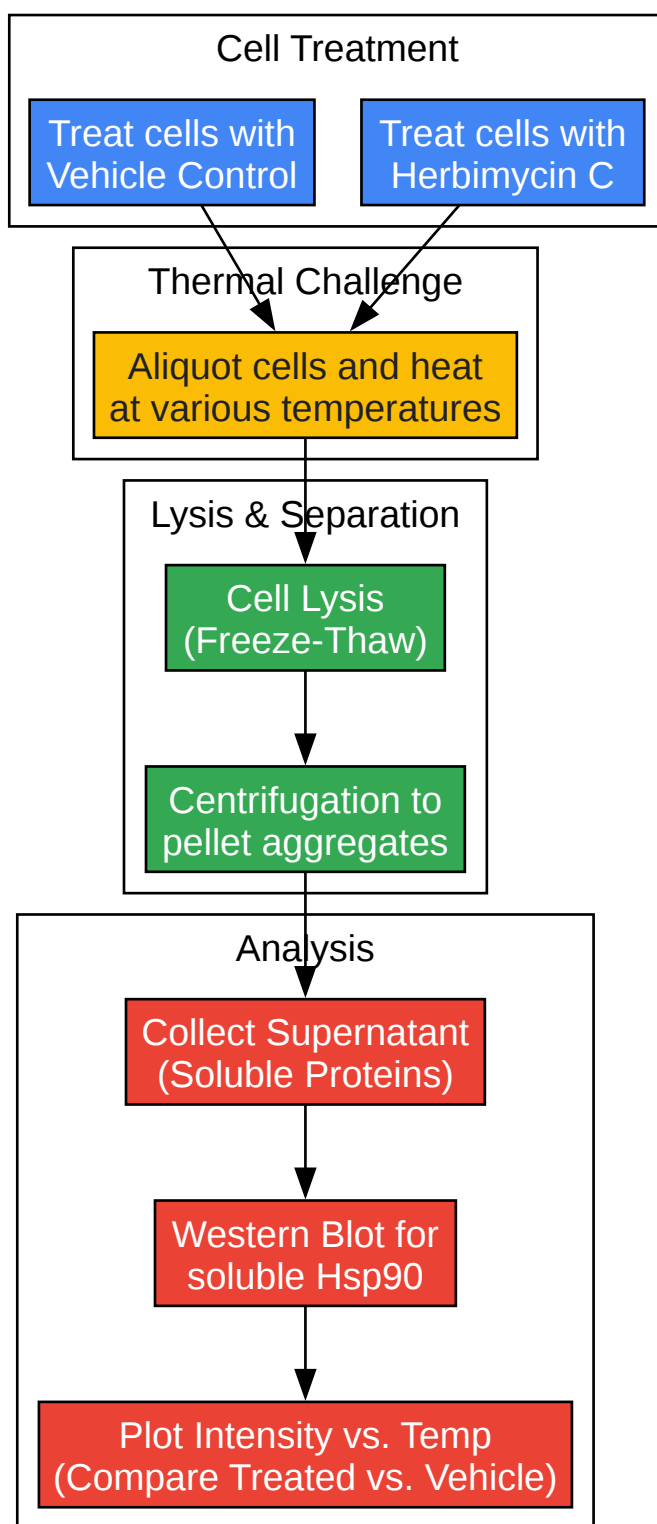 Cell Treatment
Treat cells with
Vehicle Control
Treat cells with
Herbimycin C
Thermal Challenge
Aliquot cells and heat
at various temperatures
Lysis & Separation
Cell Lysis
(Freeze-Thaw)
Centrifugation to
pellet aggregates
Analysis
Collect Supernatant
(Soluble Proteins)
Western Blot for
soluble Hsp90
Plot Intensity vs. Temp
(Compare Treated vs. Vehicle)